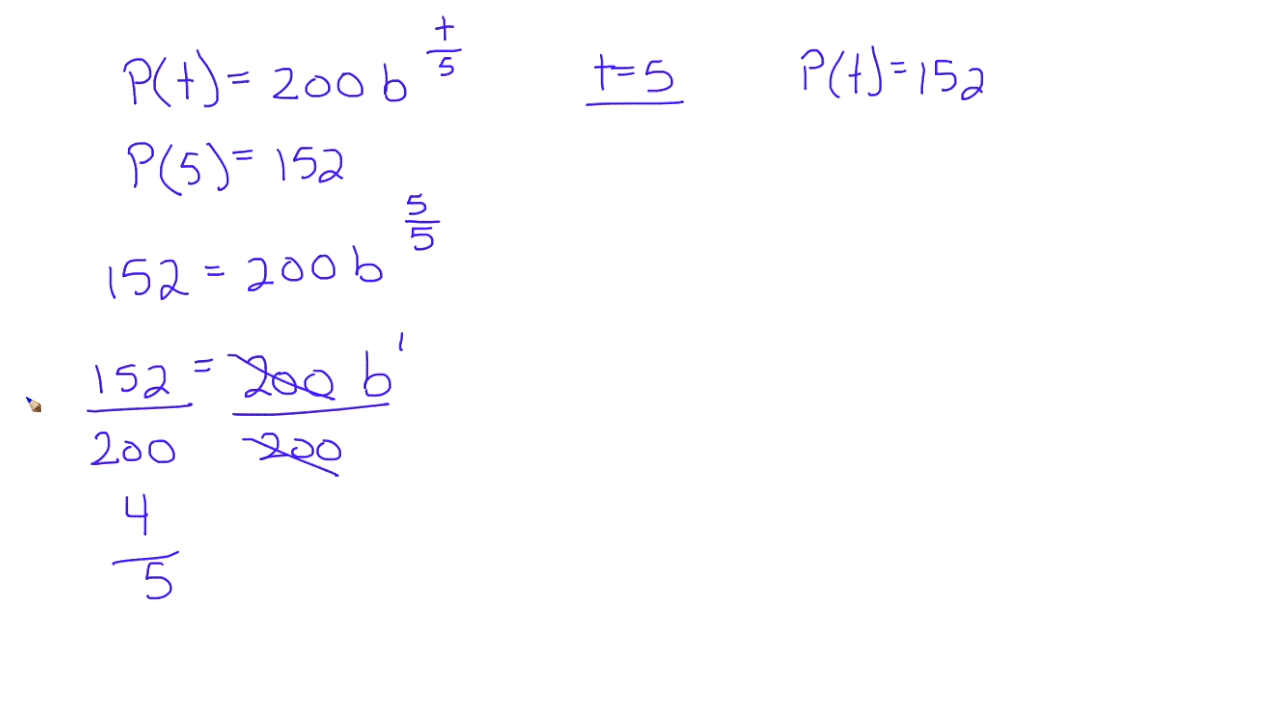 P(t) = 200 b^(t/5) t=5 P(t)=152
P(5) = 152
152 = 200 b^(5/5)
152/200 = 200 b^1/200
4/5